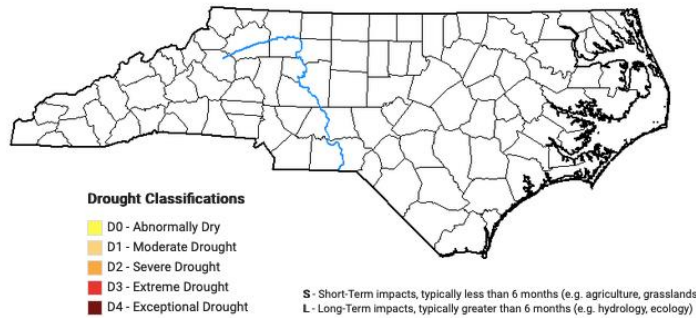 Drought Classifications
D0 - Abnormally Dry
D1 - Moderate Drought
D2 - Severe Drought
D3 - Extreme Drought
D4 - Exceptional Drought
S - Short-Term impacts, typically less than 6 months (e.g. agriculture, grasslands
L - Long-Term impacts, typically greater than 6 months (e.g. hydrology, ecology)